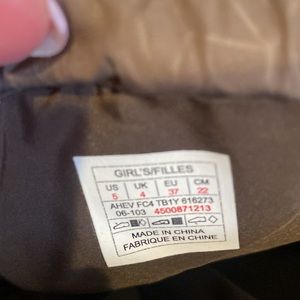 GIRL'S/FILLES
US UK EU CM
5 4 37 22
AHEV FC4 TB1Y 616273
06-103 4500871213
MADE IN CHINA
FABRIQUE EN CHINE